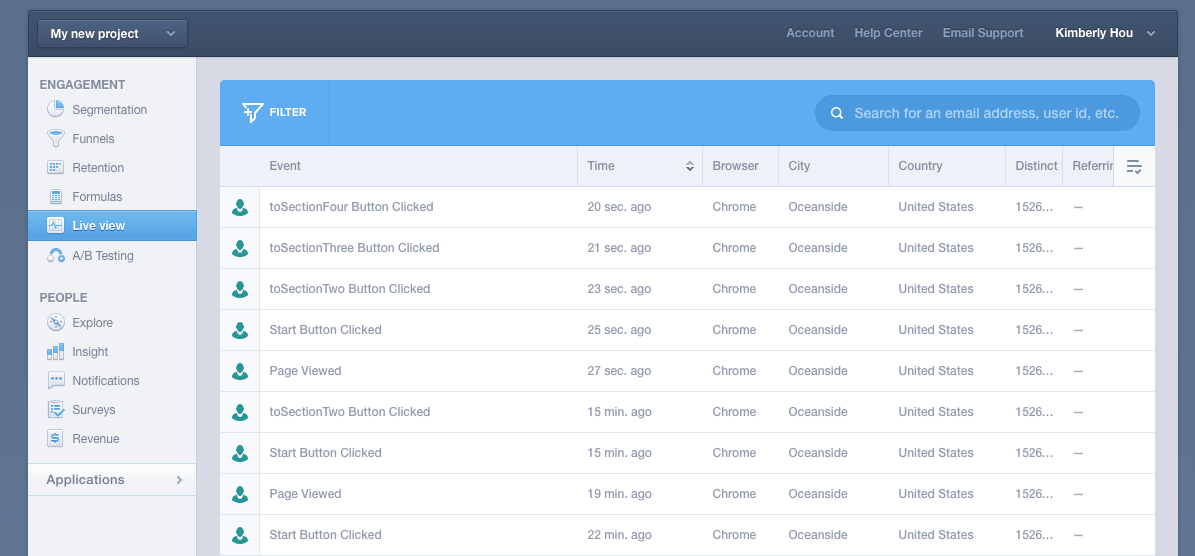 My new project
Account Help Center Email Support Kimberly Hou
ENGAGEMENT
Segmentation
Funnels
Retention
Formulas
Live view
A/B Testing
PEOPLE
Explore
Insight
Notifications
Surveys
Revenue
Applications
FILTER Search for an email address, user id, etc.
Event Time Browser City Country Distinct Referrin
toSectionFour Button Clicked 20 sec. ago Chrome Oceanside United States 1526... —
toSectionThree Button Clicked 21 sec. ago Chrome Oceanside United States 1526... —
toSectionTwo Button Clicked 23 sec. ago Chrome Oceanside United States 1526... —
Start Button Clicked 25 sec. ago Chrome Oceanside United States 1526... —
Page Viewed 27 sec. ago Chrome Oceanside United States 1526... —
toSectionTwo Button Clicked 15 min. ago Chrome Oceanside United States 1526... —
Start Button Clicked 15 min. ago Chrome Oceanside United States 1526... —
Page Viewed 19 min. ago Chrome Oceanside United States 1526... —
Start Button Clicked 22 min. ago Chrome Oceanside United States 1526... —